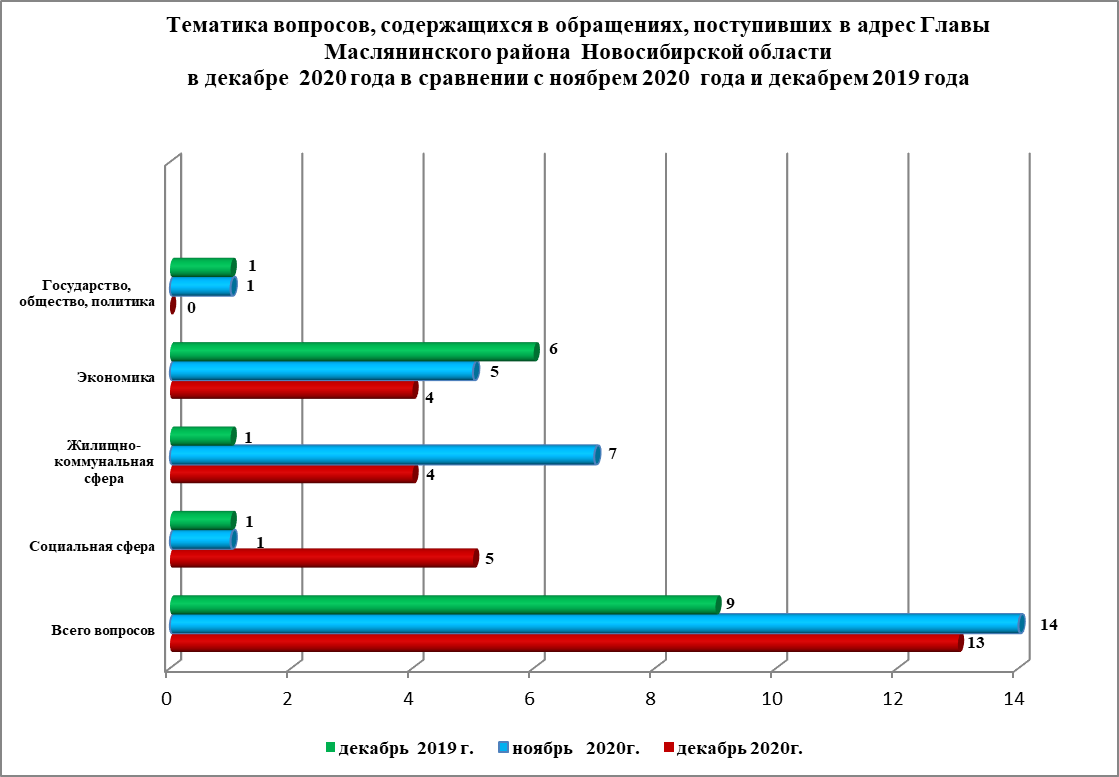 Тематика вопросов, содержащихся в обращениях, поступивших в адрес Главы
Маслянинского района Новосибирской области
в декабре 2020 года в сравнении с ноябрем 2020 года и декабрем 2019 года
Государство,
общество, политика
1
1
0
Экономика
6
5
4
Жилищно-
коммунальная
сфера
1
7
4
Социальная сфера
1
1
5
Всего вопросов
9
14
13
0 2 4 6 8 10 12 14
декабрь 2019 г. ноябрь 2020г. декабрь 2020г.